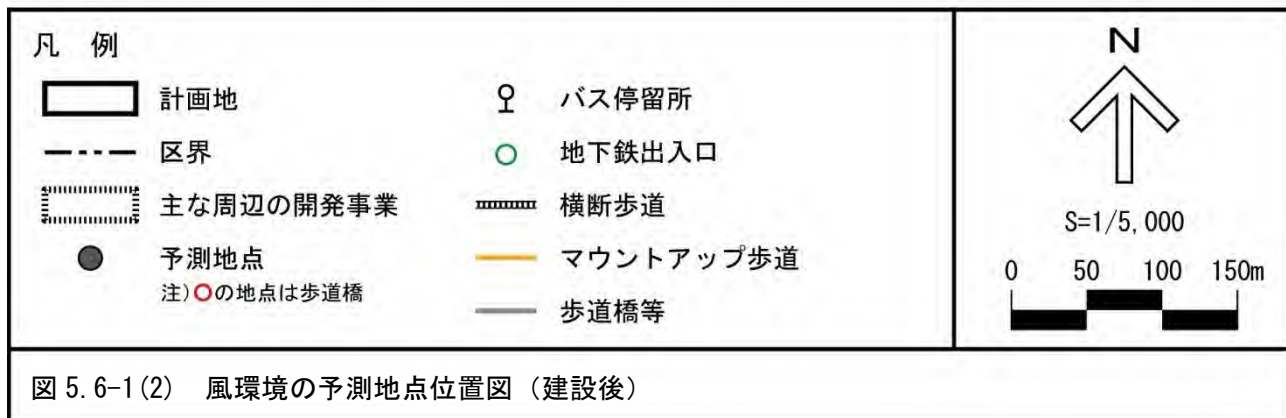 凡 例
計画地
区界
主な周辺の開発事業
予測地点
注)○の地点は歩道橋
バス停留所
地下鉄出入口
横断歩道
マウントアップ歩道
歩道橋等
N
S=1/5,000
0 50 100 150m
図 5.6-1(2) 風環境の予測地点位置図（建設後）